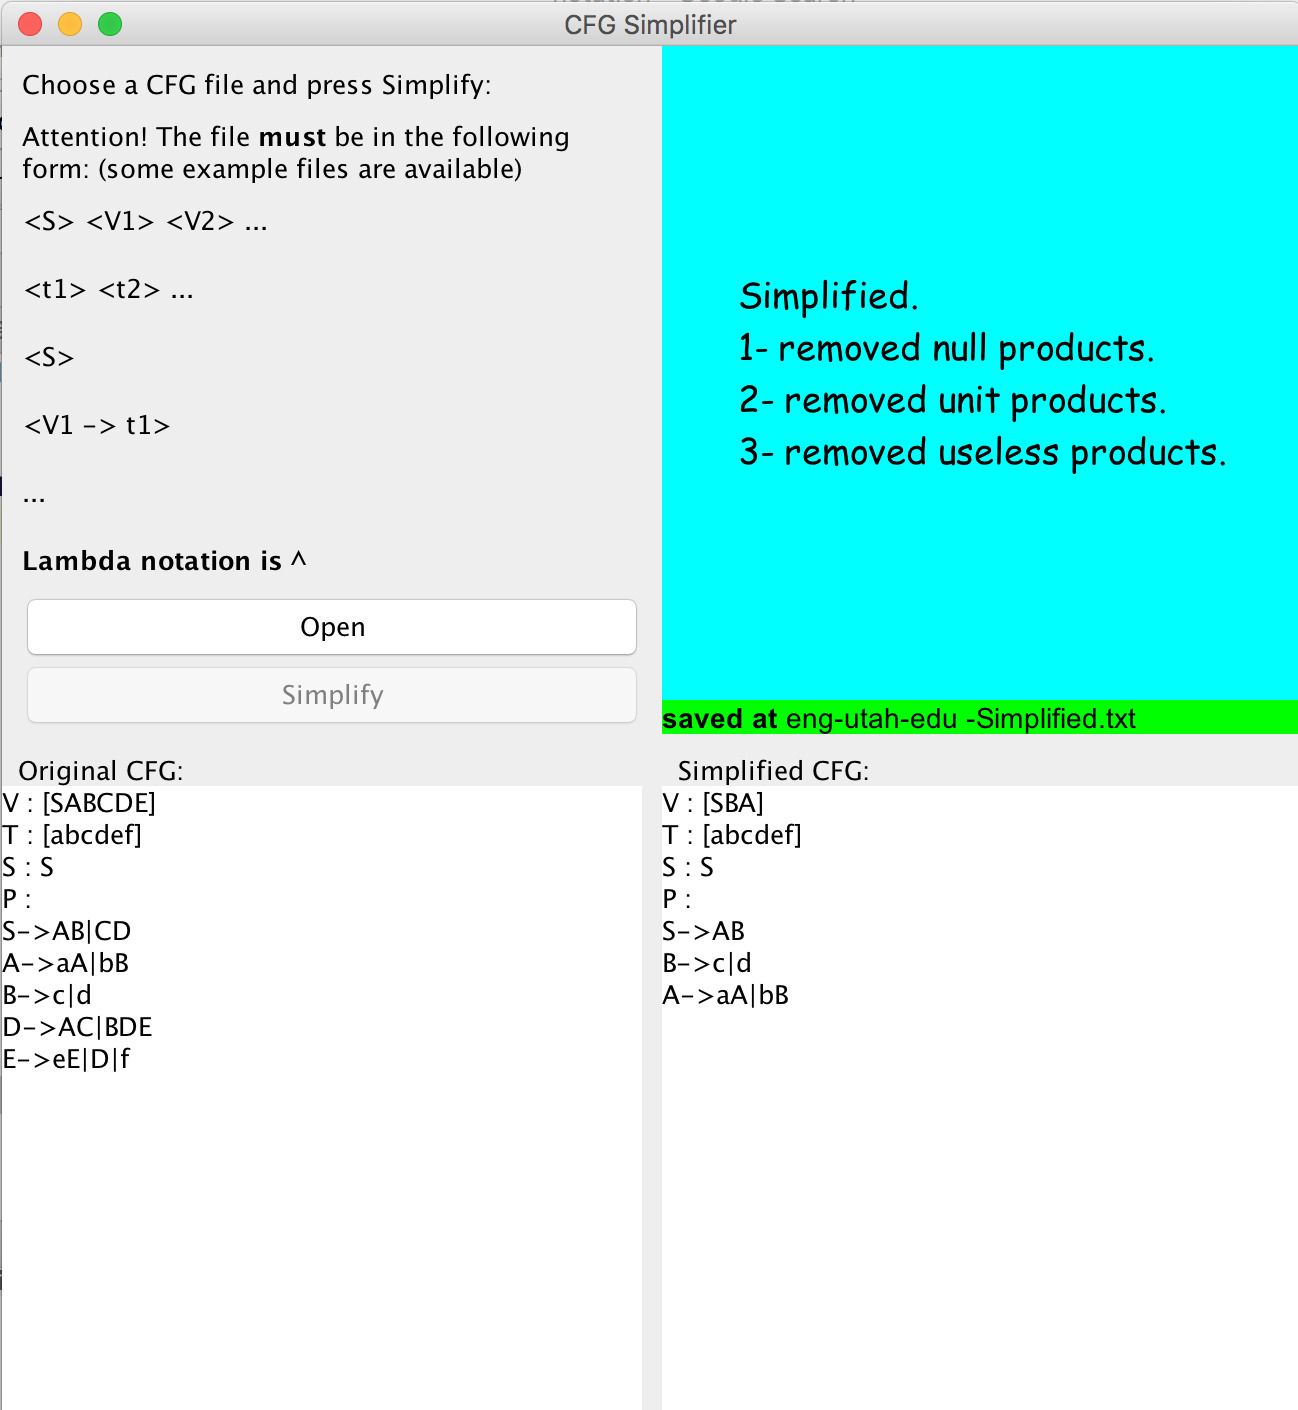 CFG Simplifier
Choose a CFG file and press Simplify:
Attention! The file must be in the following
form: (some example files are available)
<S> <V1> <V2> ...
<t1> <t2> ...
<S>
<V1 -> t1>
...
Lambda notation is ^
Open
Simplify
Simplified.
1- removed null products.
2- removed unit products.
3- removed useless products.
saved at eng-utah-edu -Simplified.txt
Original CFG:
V : [SABCDE]
T : [abcdef]
S : S
P :
S->AB|CD
A->aA|bB
B->c|d
D->AC|BDE
E->eE|D|f
Simplified CFG:
V : [SBA]
T : [abcdef]
S : S
P :
S->AB
B->c|d
A->aA|bB